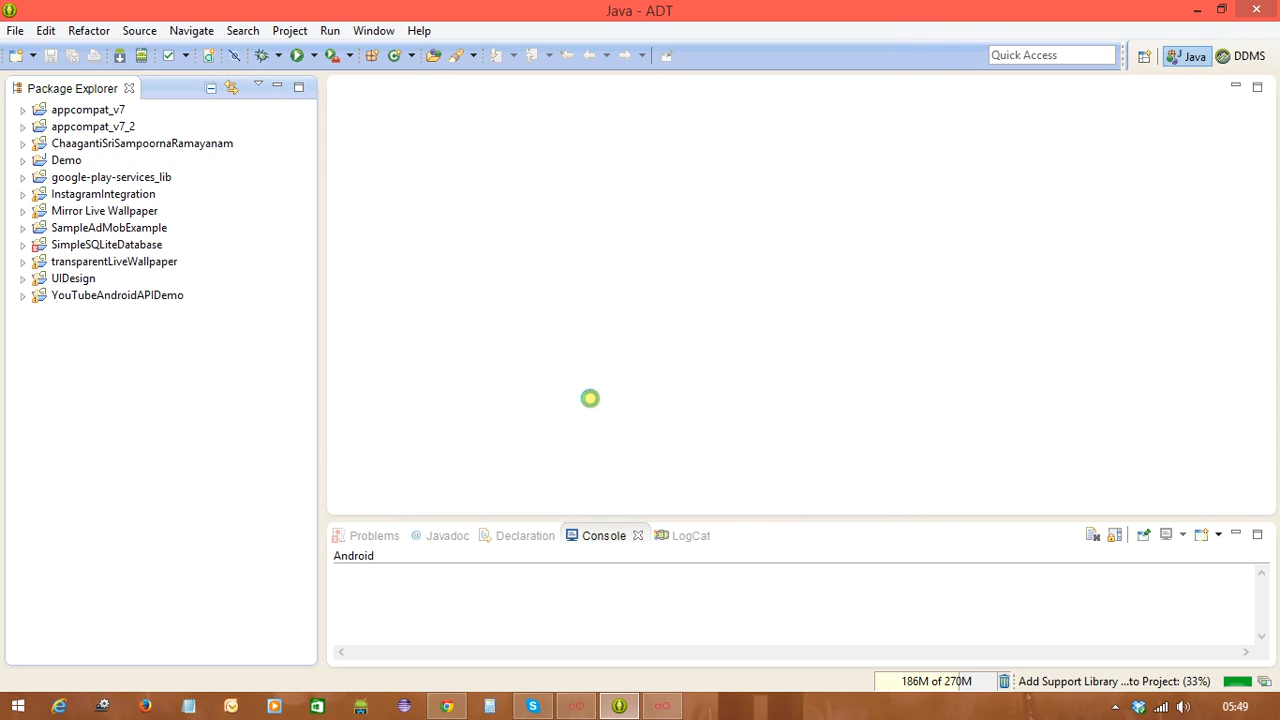 Java - ADT
File Edit Refactor Source Navigate Search Project Run Window Help
Quick Access Java DDMS
Package Explorer
appcompat_v7
appcompat_v7_2
ChaagantiSriSampoornaRamayanam
Demo
google-play-services_lib
InstagramIntegration
Mirror Live Wallpaper
SampleAdMobExample
SimpleSQLiteDatabase
transparentLiveWallpaper
UIDesign
YouTubeAndroidAPIDemo
Problems @ Javadoc Declaration Console LogCat
Android
186M of 270M Add Support Library ...to Project: (33%)
05:49